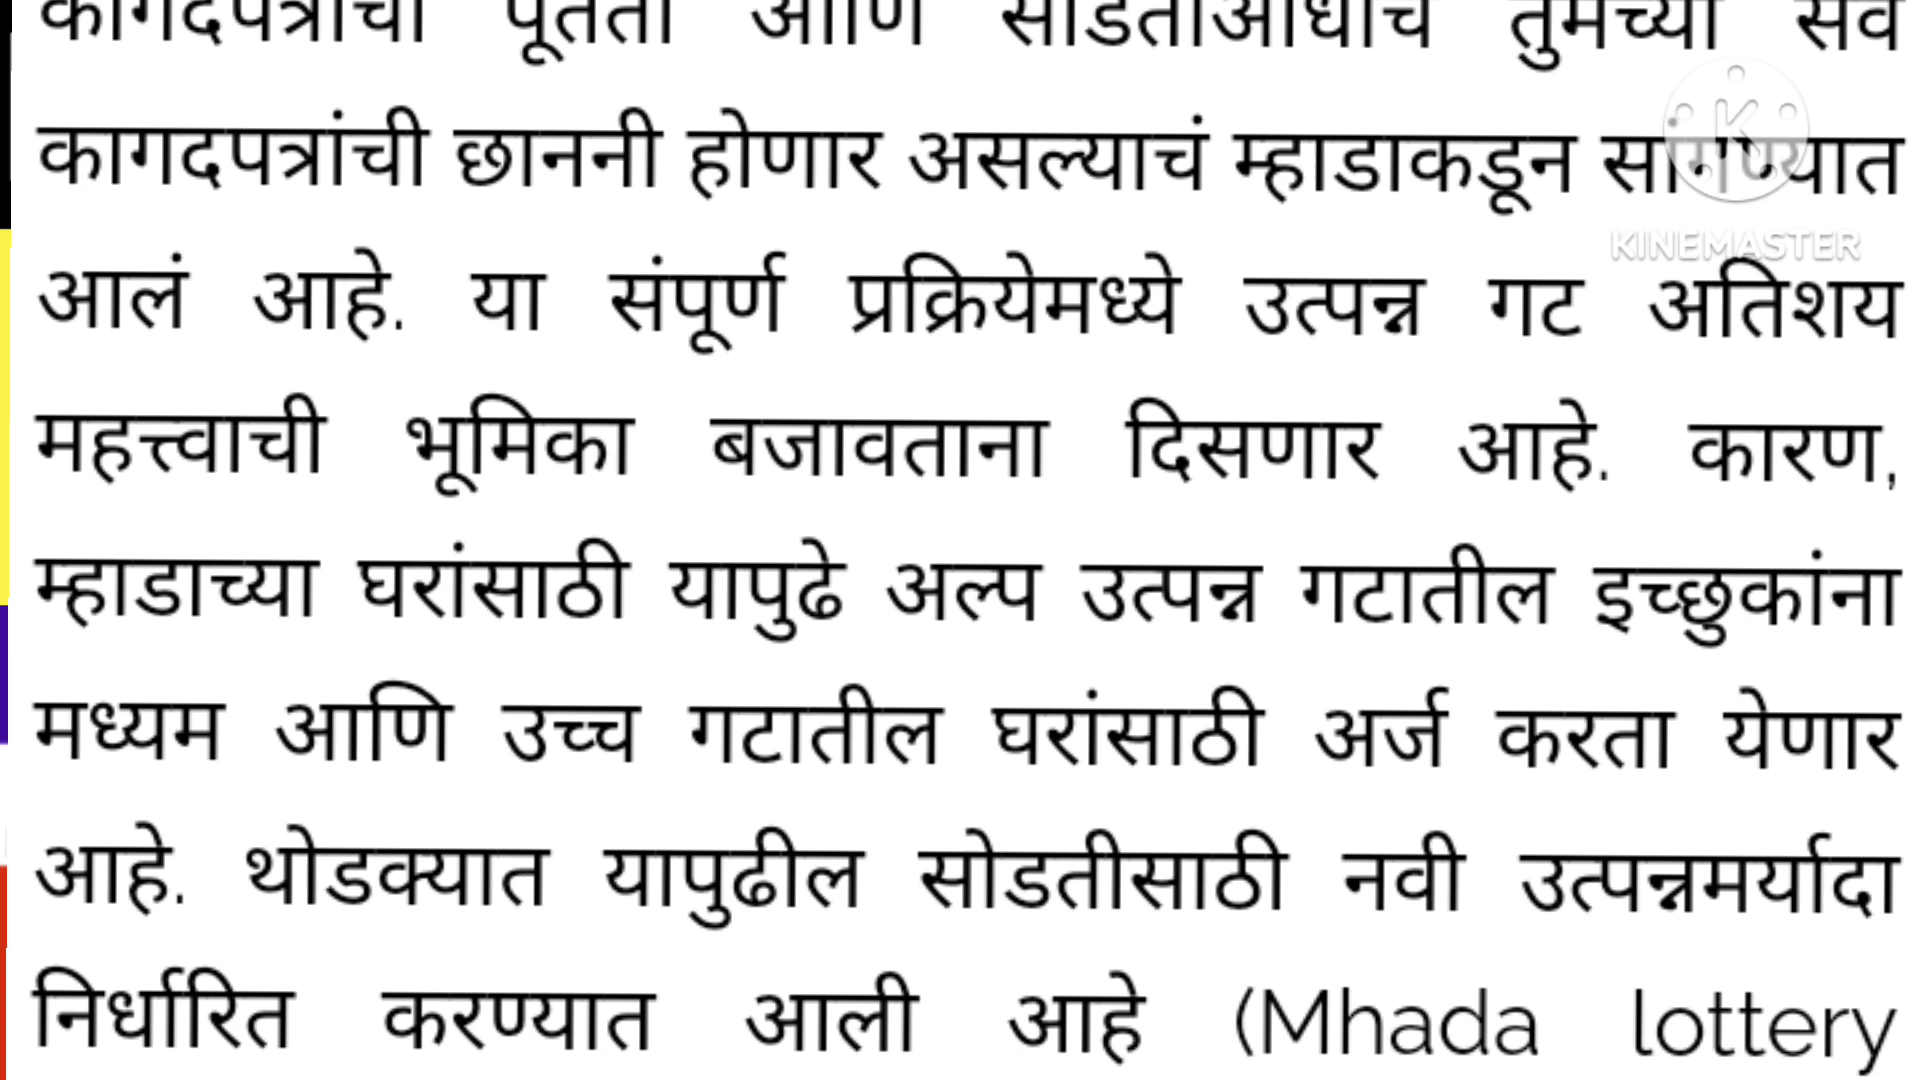 कागदपत्रांची पूर्तता आणि सोडतीआधीच तुमच्या सर्व
कागदपत्रांची छाननी होणार असल्याचं म्हाडाकडून सांगण्यात
आलं आहे. या संपूर्ण प्रक्रियेमध्ये उत्पन्न गट अतिशय
महत्त्वाची भूमिका बजावताना दिसणार आहे. कारण,
म्हाडाच्या घरांसाठी यापुढे अल्प उत्पन्न गटातील इच्छुकांना
मध्यम आणि उच्च गटातील घरांसाठी अर्ज करता येणार
आहे. थोडक्यात यापुढील सोडतीसाठी नवी उत्पन्नमर्यादा
निर्धारित करण्यात आली आहे (Mhada lottery
KINEMASTER